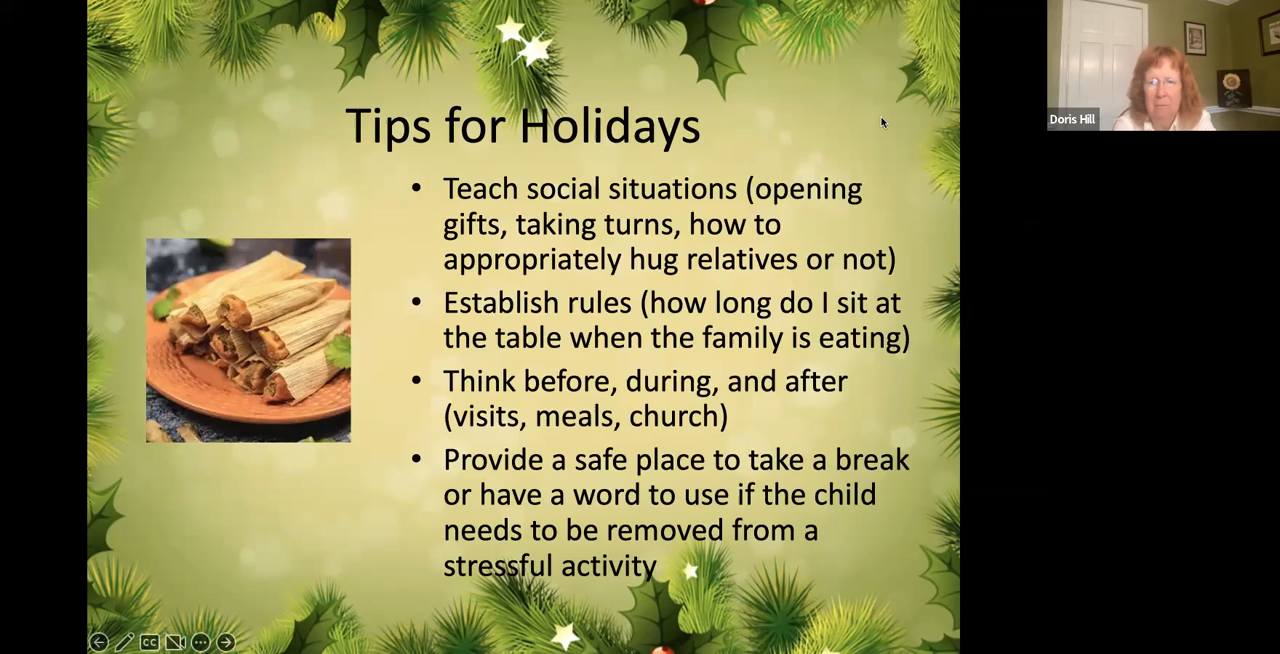 Tips for Holidays
• Teach social situations (opening
gifts, taking turns, how to
appropriately hug relatives or not)
• Establish rules (how long do I sit at
the table when the family is eating)
• Think before, during, and after
(visits, meals, church)
• Provide a safe place to take a break
or have a word to use if the child
needs to be removed from a
stressful activity
Doris Hill
CC